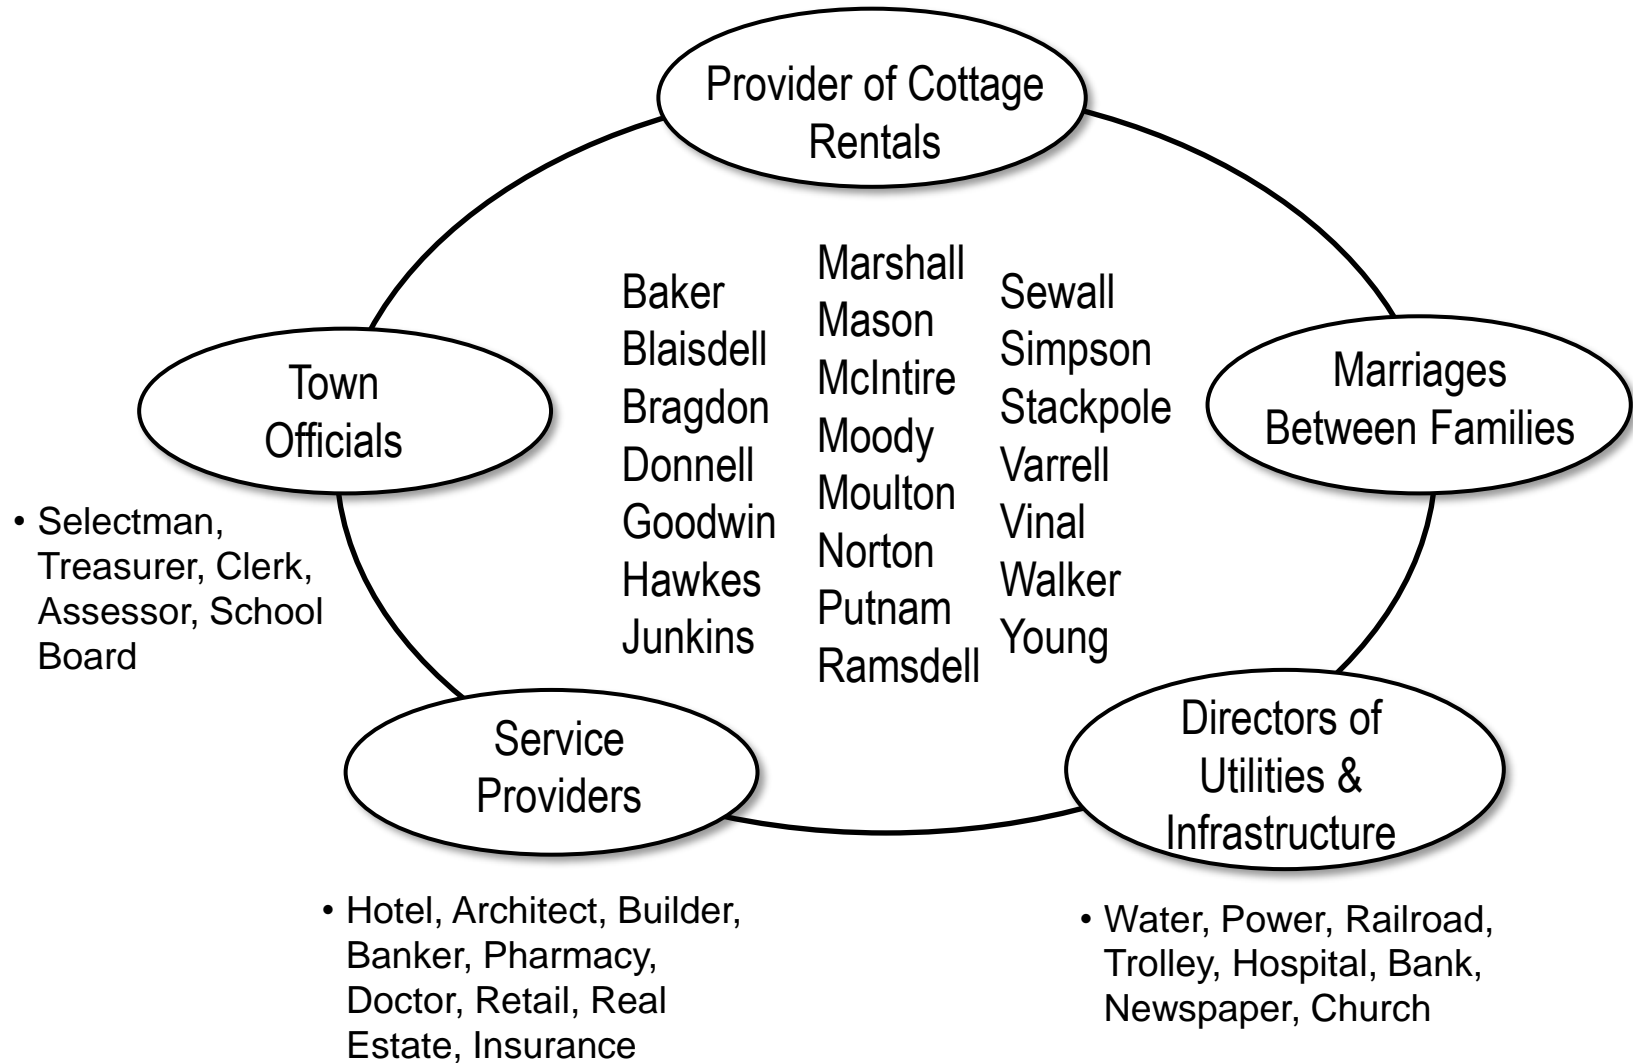 Provider of Cottage
Rentals
Town
Officials
• Selectman,
Treasurer, Clerk,
Assessor, School
Board
Baker
Blaisdell
Bragdon
Donnell
Goodwin
Hawkes
Junkins
Marshall
Mason
McIntire
Moody
Moulton
Norton
Putnam
Ramsdell
Sewall
Simpson
Stackpole
Varrell
Vinal
Walker
Young
Marriages
Between Families
Service
Providers
• Hotel, Architect, Builder,
Banker, Pharmacy,
Doctor, Retail, Real
Estate, Insurance
Directors of
Utilities &
Infrastructure
• Water, Power, Railroad,
Trolley, Hospital, Bank,
Newspaper, Church